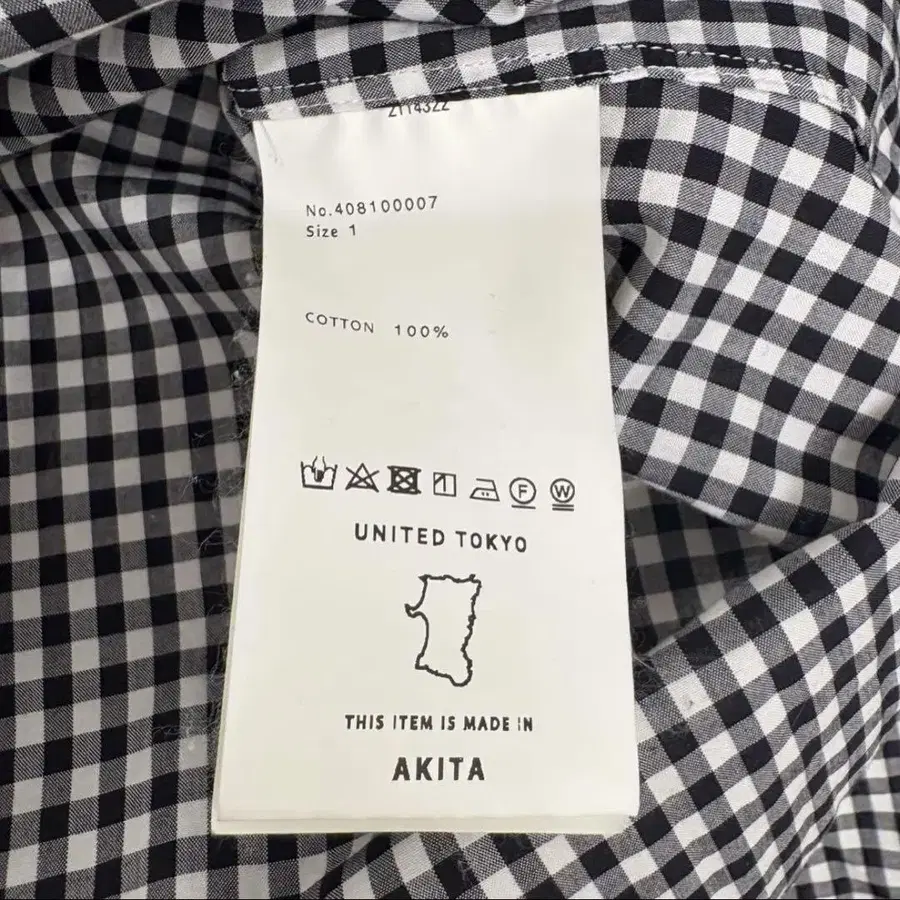 No.408100007
Size 1
COTTON 100%
F W
UNITED TOKYO
THIS ITEM IS MADE IN
AKITA